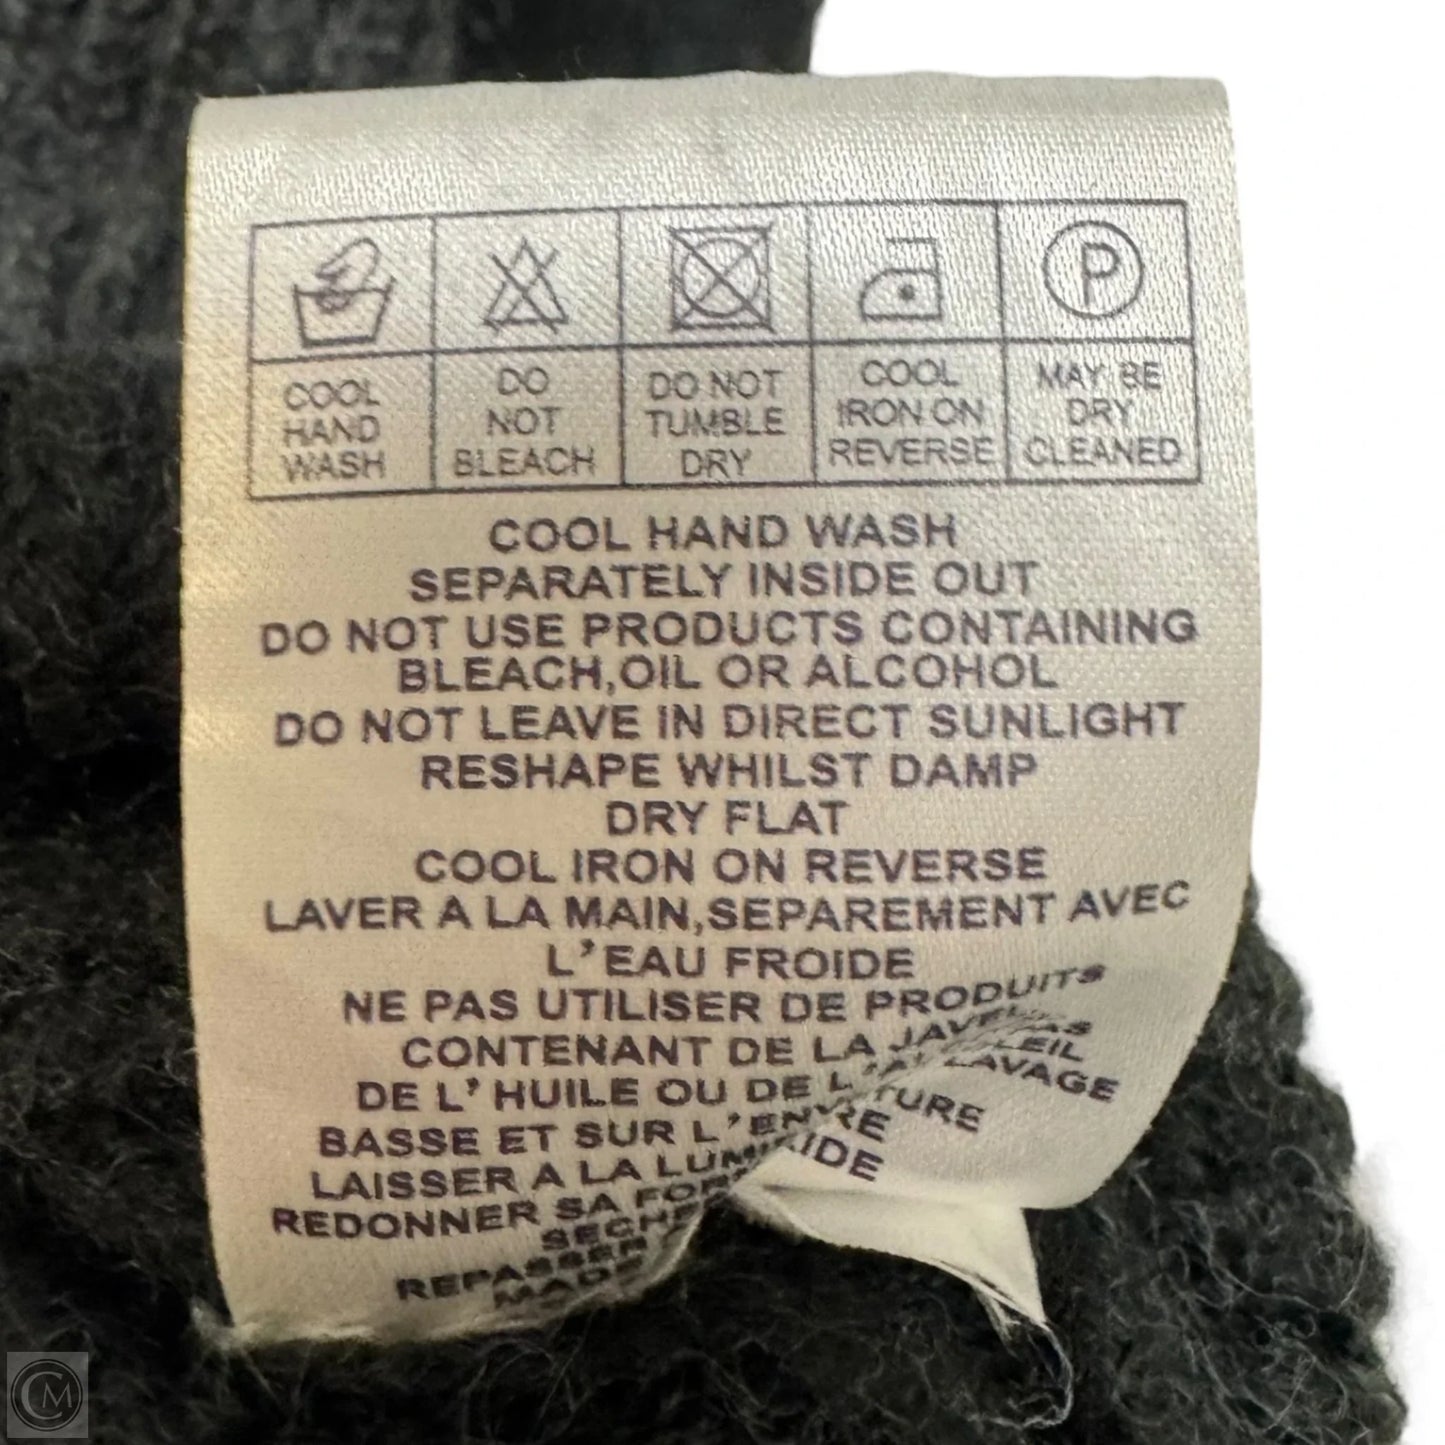 P
COOL HAND WASH
DO NOT BLEACH
DO NOT TUMBLE DRY
COOL IRON ON REVERSE
MAY BE DRY CLEANED
COOL HAND WASH
SEPARATELY INSIDE OUT
DO NOT USE PRODUCTS CONTAINING
BLEACH,OIL OR ALCOHOL
DO NOT LEAVE IN DIRECT SUNLIGHT
RESHAPE WHILST DAMP
DRY FLAT
COOL IRON ON REVERSE
LAVER A LA MAIN,SEPAREMENT AVEC
L'EAU FROIDE
NE PAS UTILISER DE PRODUITS
CONTENANT DE LA
DE L'HUILE OU DE
BASSE ET SUR
LAISSER A LA
REDONNER SA
REPASSER
CM